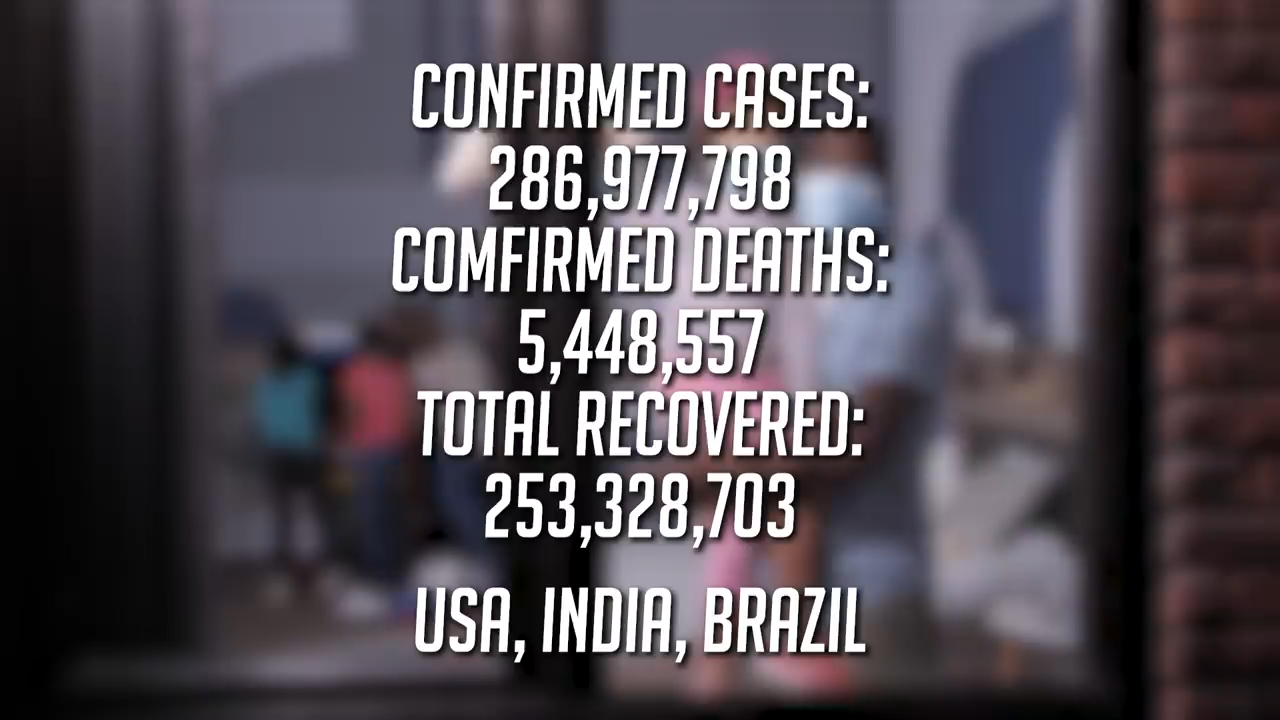 CONFIRMED CASES:
286,977,798
COMFIRMED DEATHS:
5,448,557
TOTAL RECOVERED:
253,328,703
USA, INDIA, BRAZIL